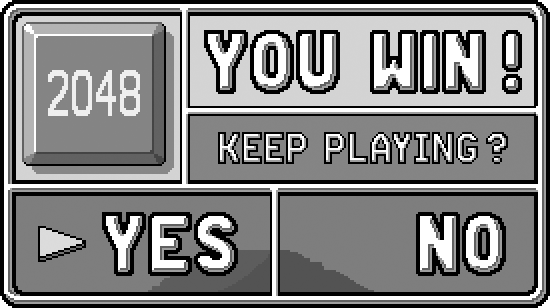 2048
YOU WIN!
KEEP PLAYING?
YES
NO